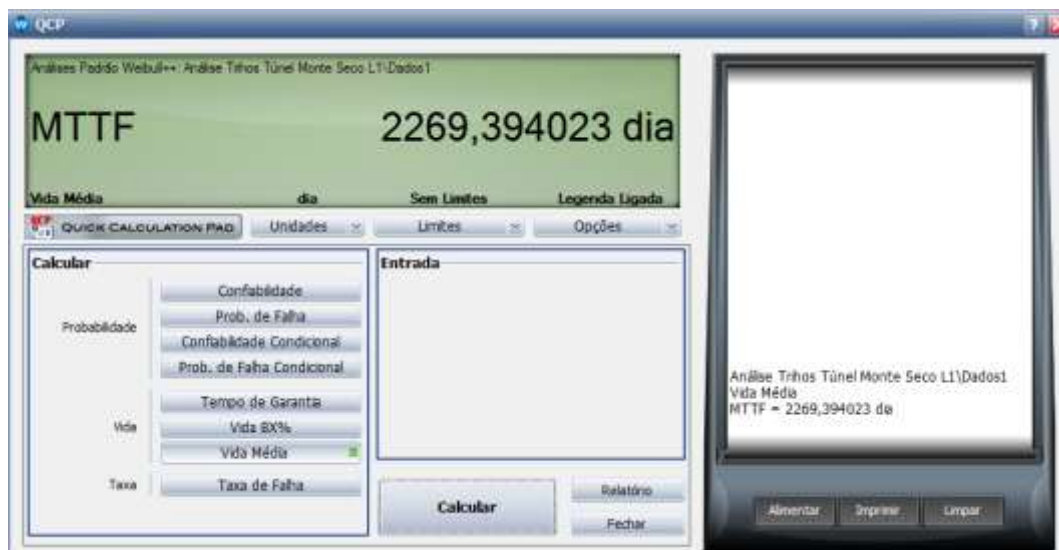 QCP
Análises Padrão Weibull++: Análise Trihos Túnel Monte Seco L1\Dados1
MTTF 2269,394023 dia
Vida Média dia Sem Limites Legenda Ligada
QCP QUICK CALCULATION PAD Unidades Limites Opções
Calcular
Entrada
Probabilidade
Confiabilidade
Prob. de Falha
Confiabilidade Condicional
Prob. de Falha Condicional
Vida
Tempo de Garantia
Vida BX%
Vida Média
Taxa
Taxa de Falha
Calcular
Relatório
Fechar
Análise Trihos Túnel Monte Seco L1\Dados1
Vida Média
MTTF = 2269,394023 dia
Alimentar Imprimir Limpar